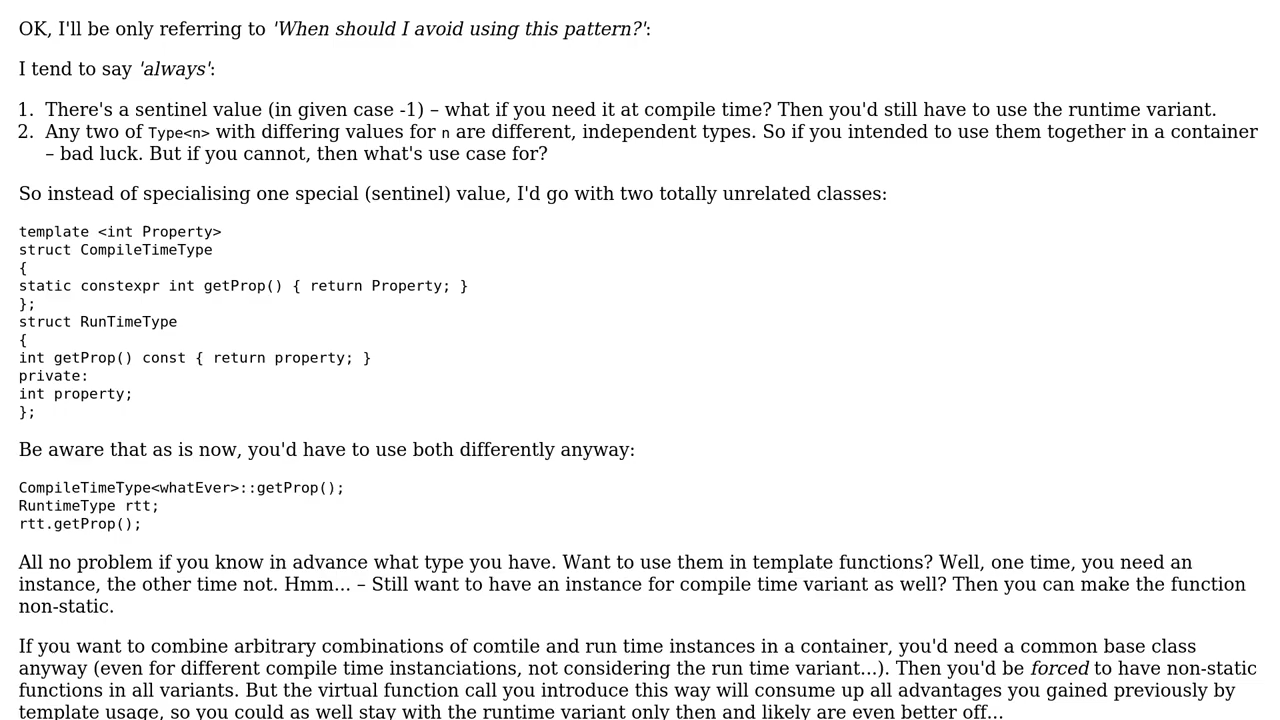 OK, I'll be only referring to 'When should I avoid using this pattern?':
I tend to say 'always':
1. There's a sentinel value (in given case -1) – what if you need it at compile time? Then you'd still have to use the runtime variant.
2. Any two of Type<n> with differing values for n are different, independent types. So if you intended to use them together in a container
– bad luck. But if you cannot, then what's use case for?
So instead of specialising one special (sentinel) value, I'd go with two totally unrelated classes:
template <int Property>
struct CompileTimeType
{
static constexpr int getProp() { return Property; }
};
struct RunTimeType
{
int getProp() const { return property; }
private:
int property;
};
Be aware that as is now, you'd have to use both differently anyway:
CompileTimeType<whatEver>::getProp();
RuntimeType rtt;
rtt.getProp();
All no problem if you know in advance what type you have. Want to use them in template functions? Well, one time, you need an
instance, the other time not. Hmm... – Still want to have an instance for compile time variant as well? Then you can make the function
non-static.
If you want to combine arbitrary combinations of comtile and run time instances in a container, you'd need a common base class
anyway (even for different compile time instanciations, not considering the run time variant...). Then you'd be forced to have non-static
functions in all variants. But the virtual function call you introduce this way will consume up all advantages you gained previously by
template usage, so you could as well stay with the runtime variant only then and likely are even better off...